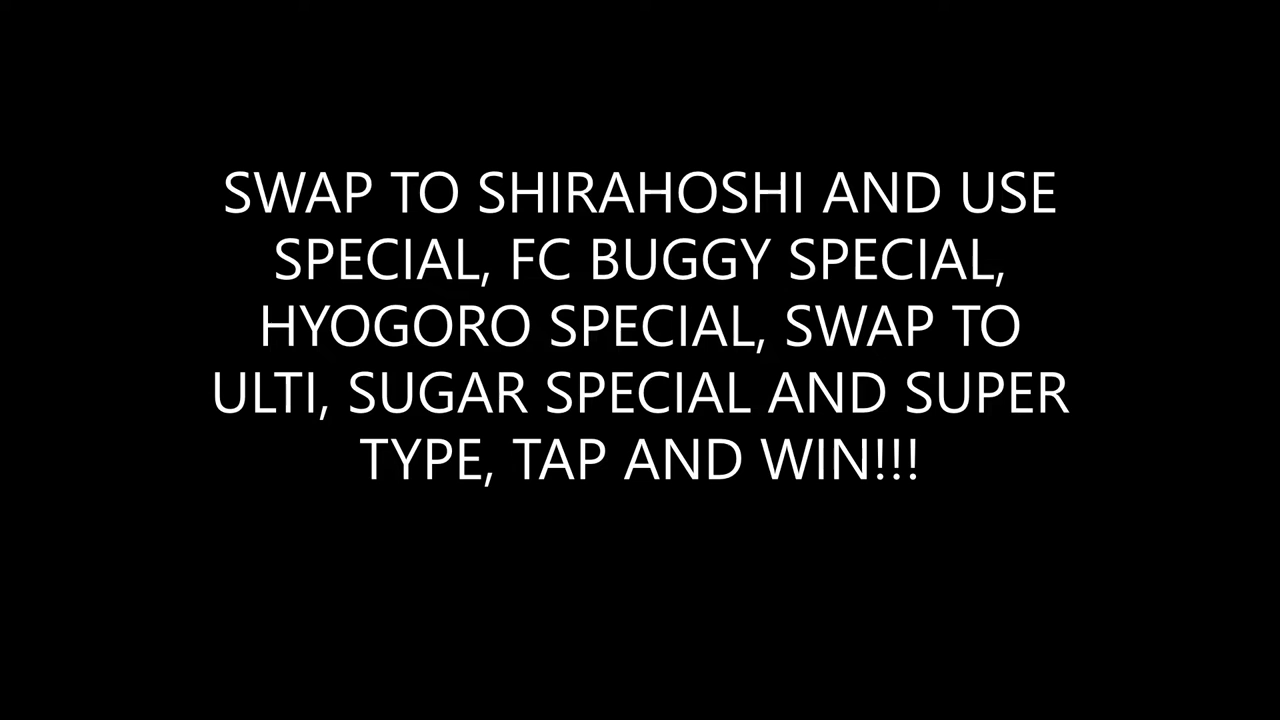 SWAP TO SHIRAHOSHI AND USE
SPECIAL, FC BUGGY SPECIAL,
HYOGORO SPECIAL, SWAP TO
ULTI, SUGAR SPECIAL AND SUPER
TYPE, TAP AND WIN!!!